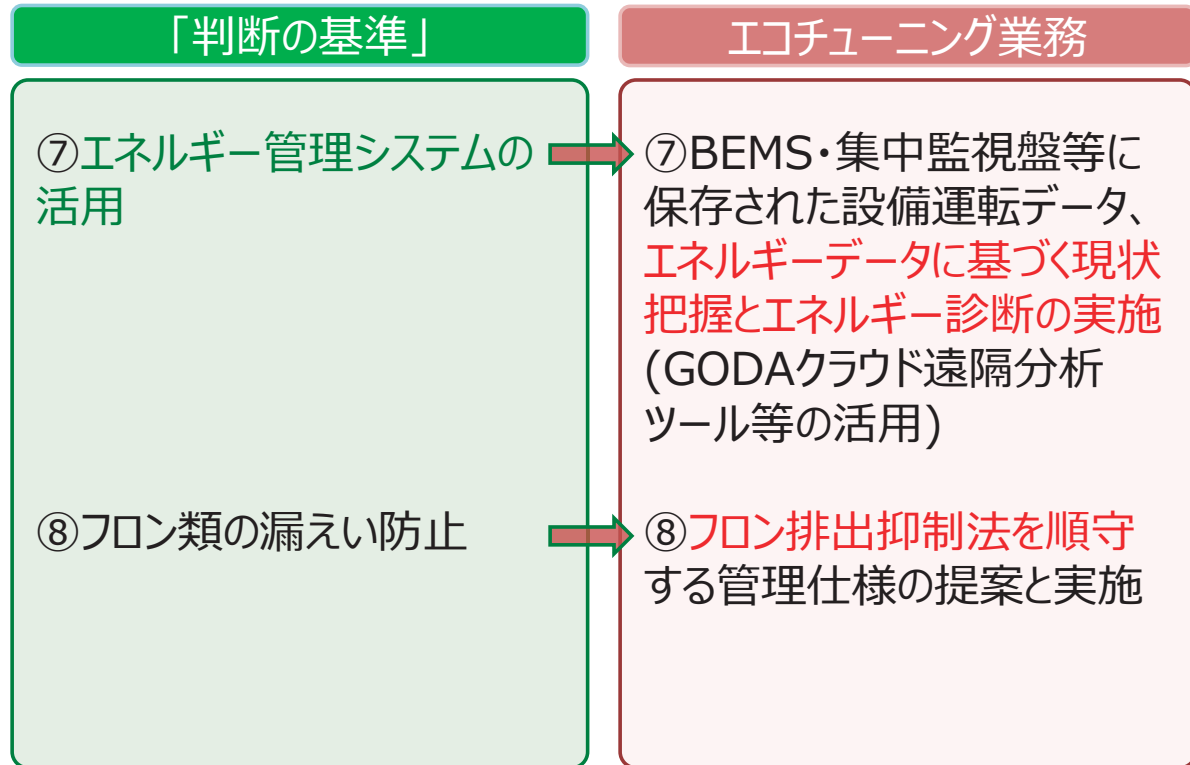 「判断の基準」
エコチューニング業務
⑦エネルギー管理システムの
活用
⑦BEMS・集中監視盤等に
保存された設備運転データ、
エネルギーデータに基づく現状
把握とエネルギー診断の実施
(GODAクラウド遠隔分析
ツール等の活用)
⑧フロン類の漏えい防止
⑧フロン排出抑制法を順守
する管理仕様の提案と実施